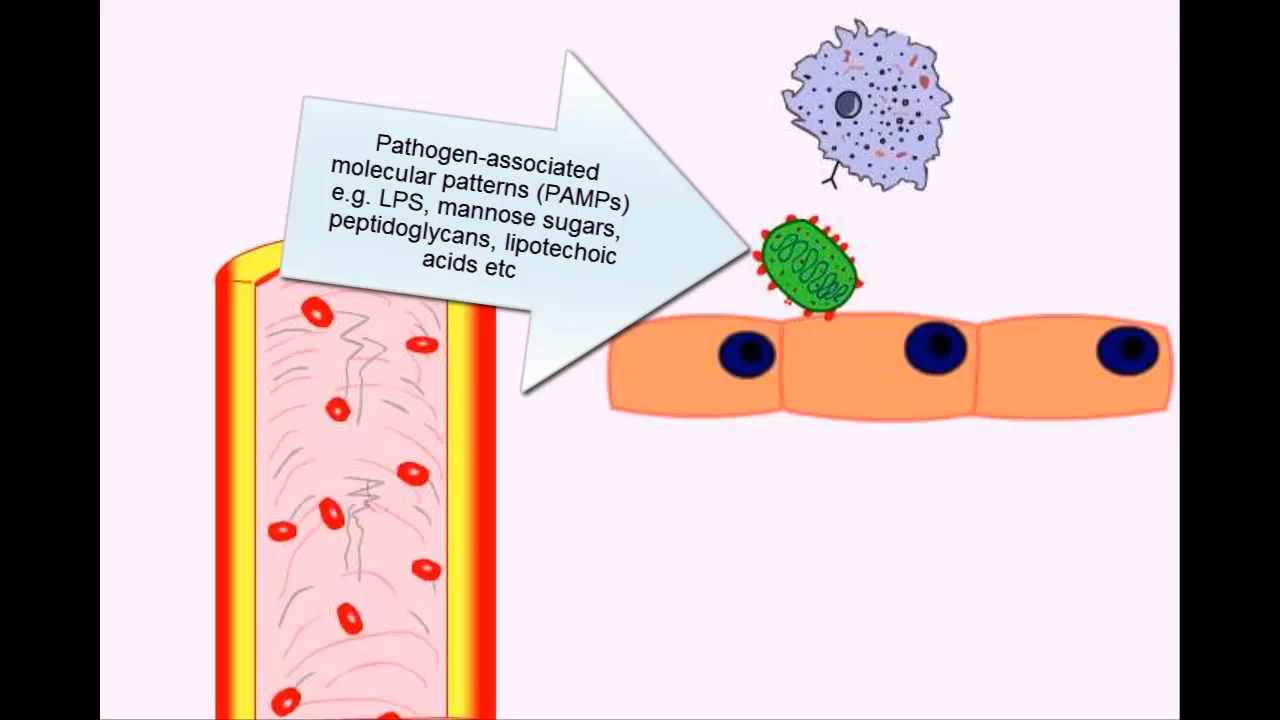 Pathogen-associated
molecular patterns (PAMPs)
e.g. LPS, mannose sugars,
peptidoglycans, lipotechoic
acids etc